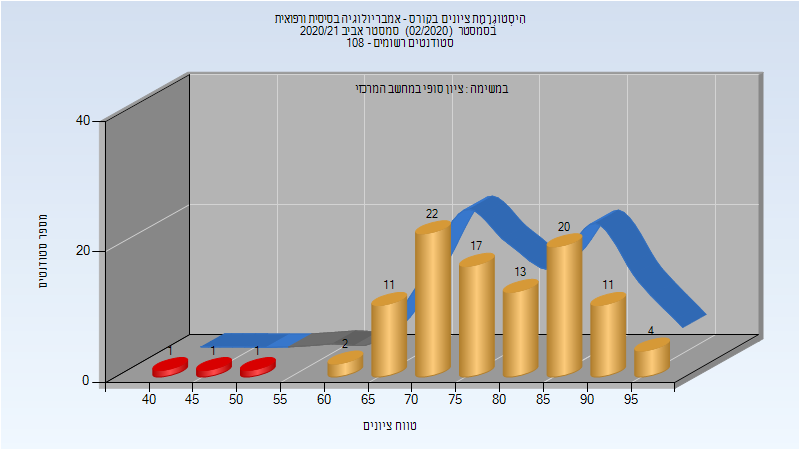 היסטוגרמת ציונים בקורס - אמבריולוגיה בסיסית ורפואית
בסמסטר (02/2020) סמסטר אביב 2020/21
סטודנטים רשומים - 108
במשימה : ציון סופי במחשב המרכזי
מספר סטודנטים
40
20
0
1
1
1
2
11
22
17
13
20
11
4
40 45 50 55 60 65 70 75 80 85 90 95
טווח ציונים